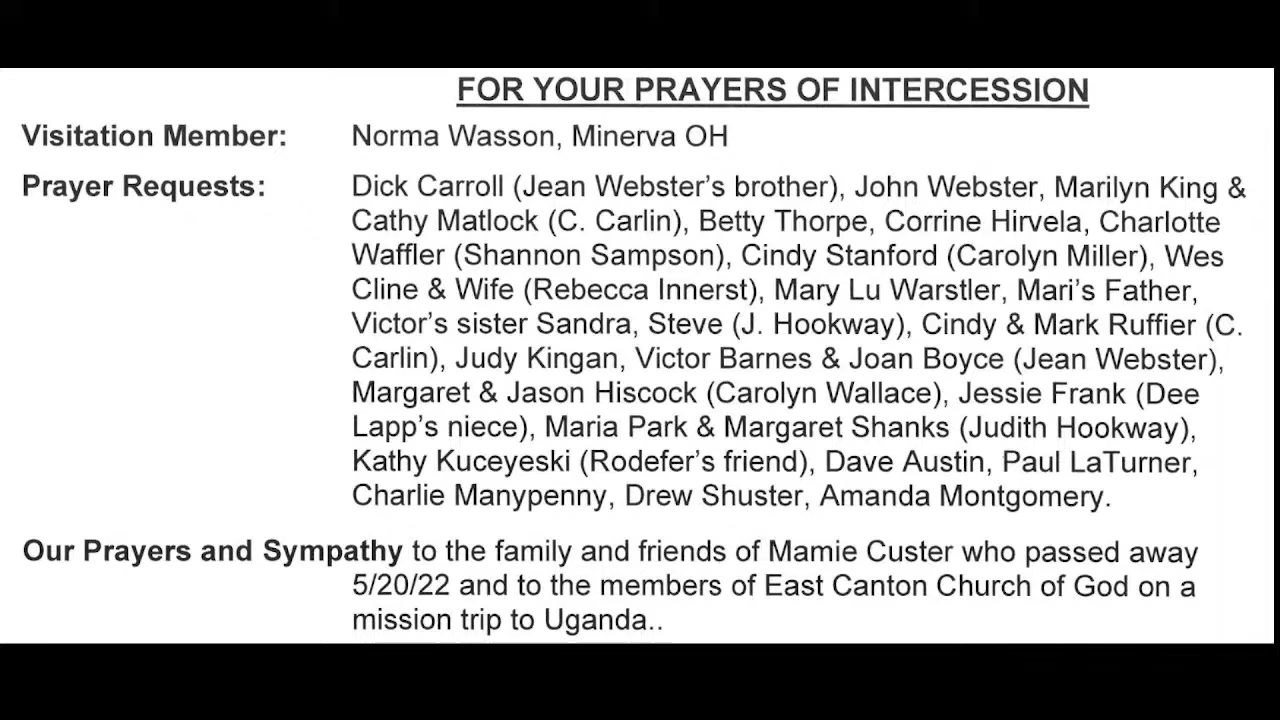 FOR YOUR PRAYERS OF INTERCESSION
Visitation Member: Norma Wasson, Minerva OH
Prayer Requests: Dick Carroll (Jean Webster's brother), John Webster, Marilyn King &
Cathy Matlock (C. Carlin), Betty Thorpe, Corrine Hirvela, Charlotte
Waffler (Shannon Sampson), Cindy Stanford (Carolyn Miller), Wes
Cline & Wife (Rebecca Innerst), Mary Lu Warstler, Mari's Father,
Victor's sister Sandra, Steve (J. Hookway), Cindy & Mark Ruffier (C.
Carlin), Judy Kingan, Victor Barnes & Joan Boyce (Jean Webster),
Margaret & Jason Hiscock (Carolyn Wallace), Jessie Frank (Dee
Lapp's niece), Maria Park & Margaret Shanks (Judith Hookway),
Kathy Kuceyeski (Rodefer's friend), Dave Austin, Paul LaTurner,
Charlie Manypenny, Drew Shuster, Amanda Montgomery.
Our Prayers and Sympathy to the family and friends of Mamie Custer who passed away
5/20/22 and to the members of East Canton Church of God on a
mission trip to Uganda..